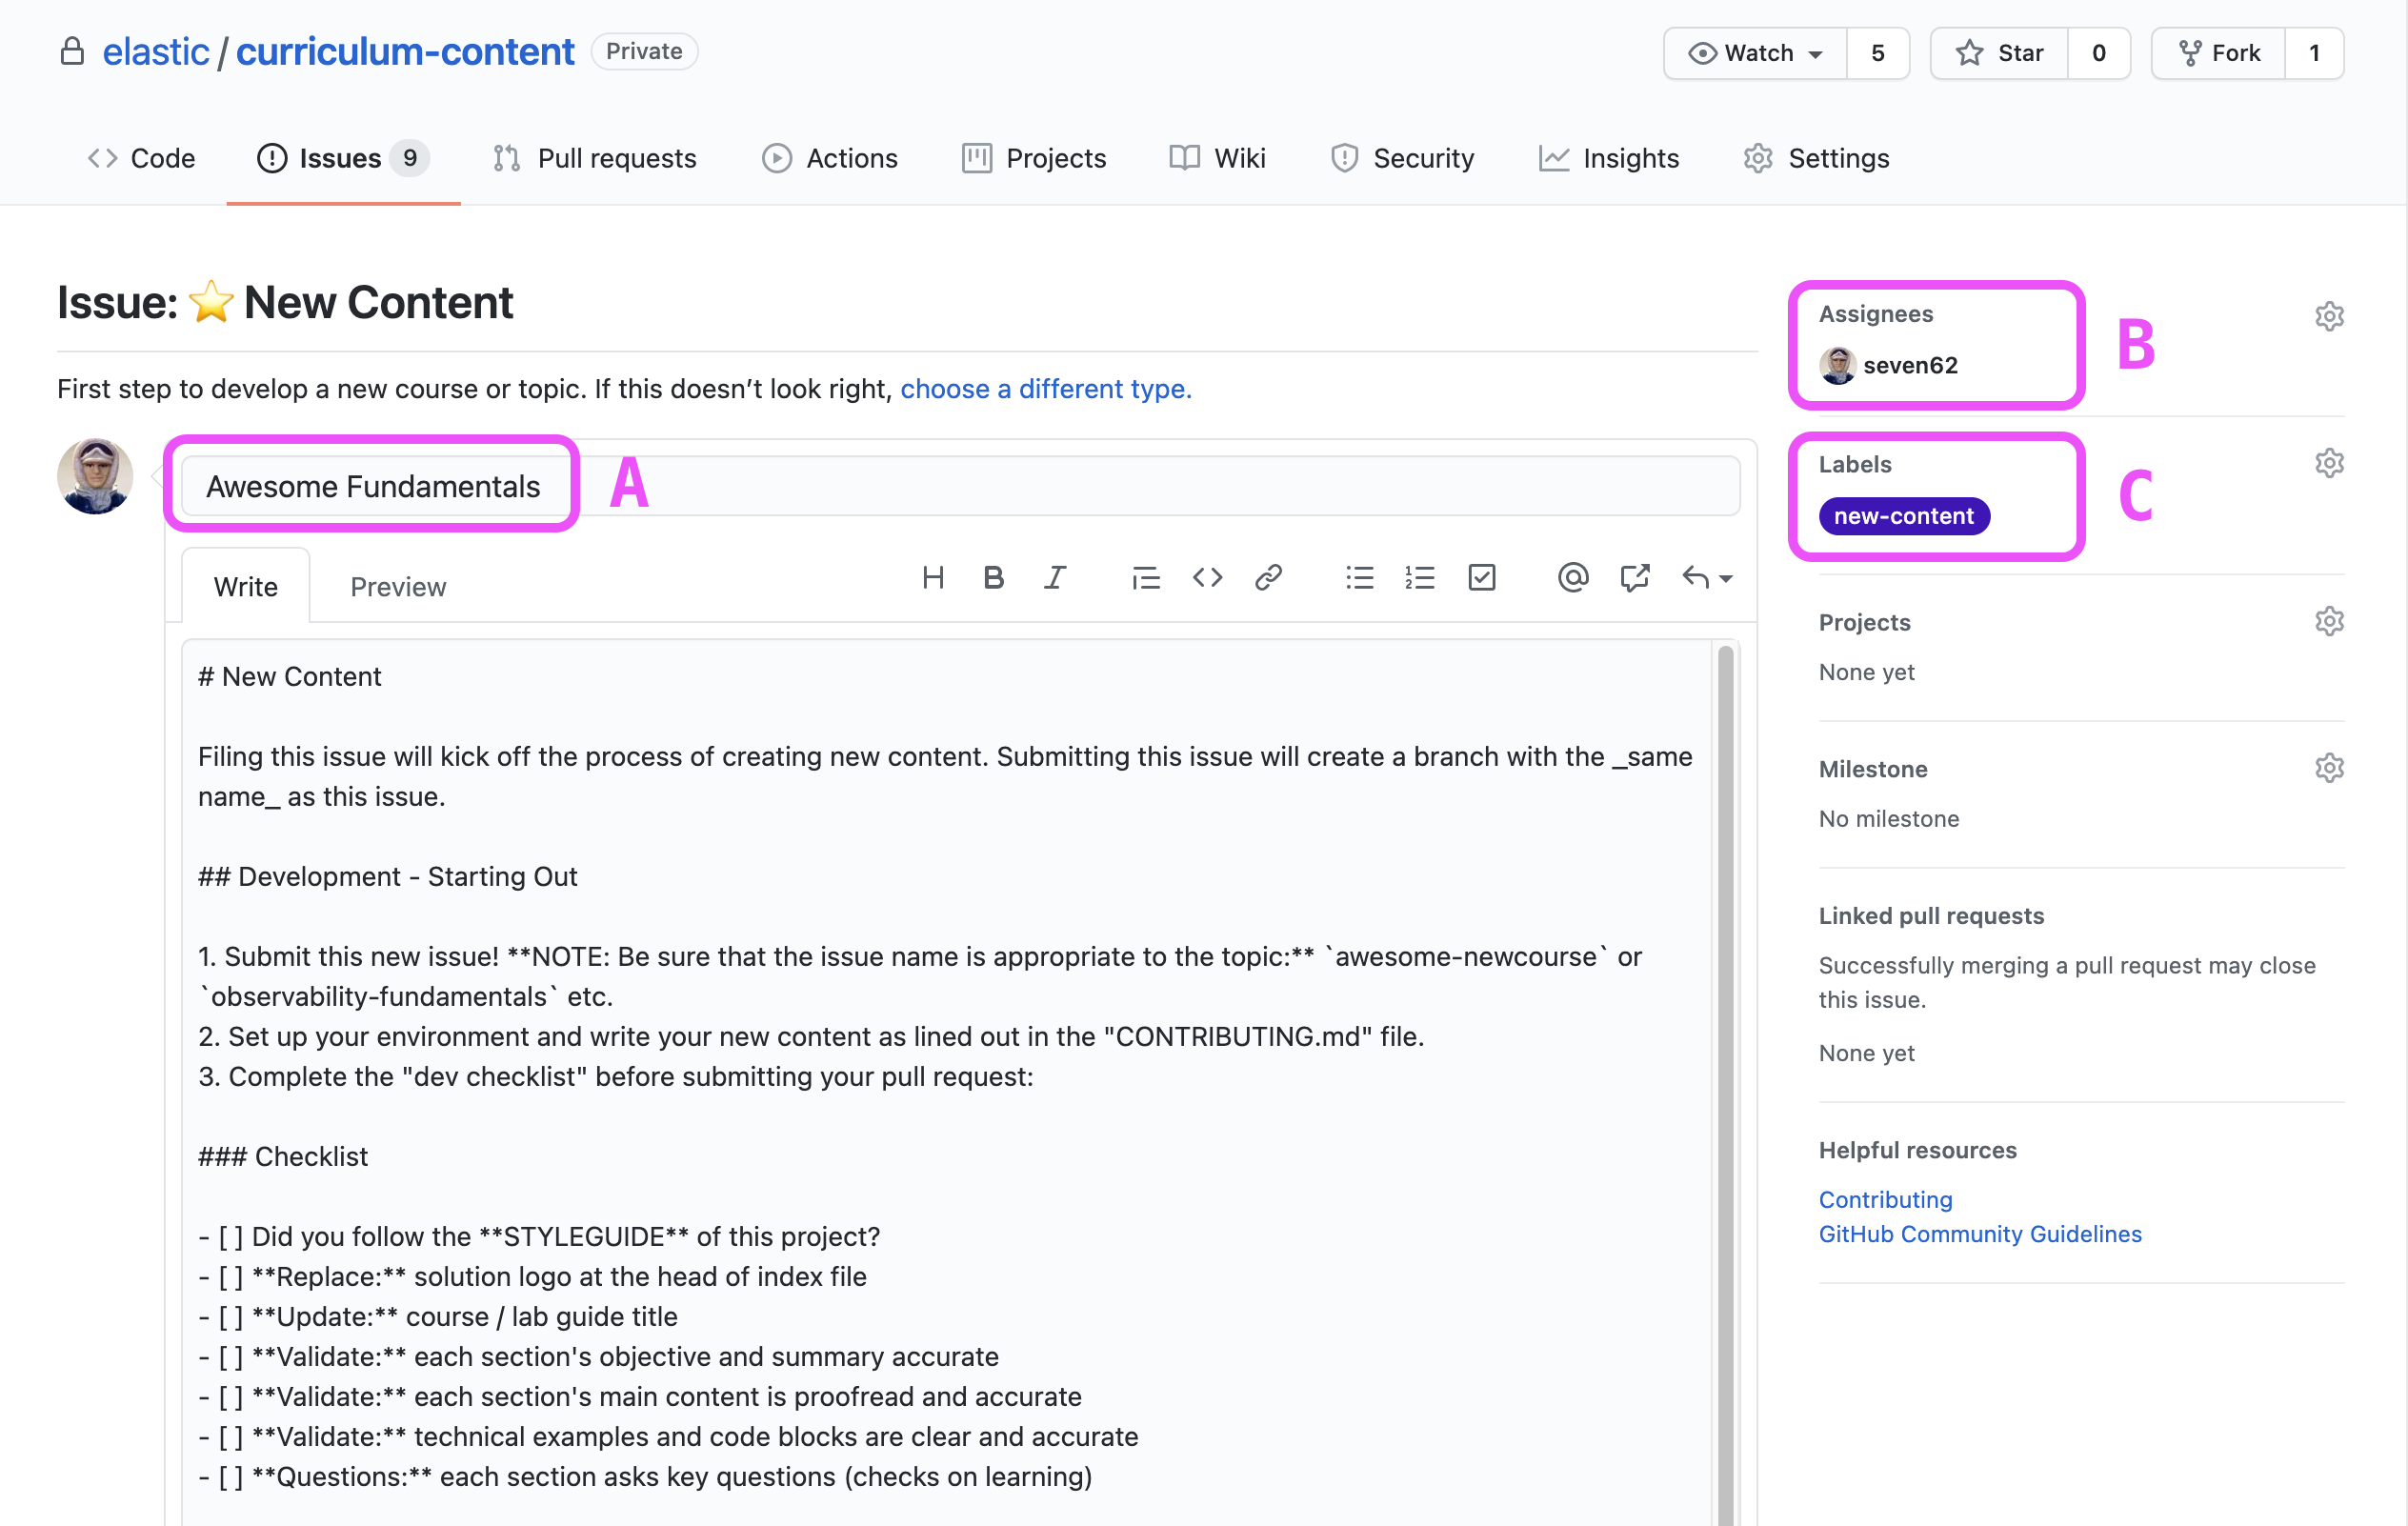 elastic / curriculum-content Private
Watch 5 Star 0 Fork 1
Code Issues 9 Pull requests Actions Projects Wiki Security Insights Settings
Issue: ⭐ New Content
First step to develop a new course or topic. If this doesn’t look right, choose a different type.
Awesome Fundamentals A
Write Preview
# New Content
Filing this issue will kick off the process of creating new content. Submitting this issue will create a branch with the _same
name_ as this issue.
## Development - Starting Out
1. Submit this new issue! **NOTE: Be sure that the issue name is appropriate to the topic:** `awesome-newcourse` or
`observability-fundamentals` etc.
2. Set up your environment and write your new content as lined out in the "CONTRIBUTING.md" file.
3. Complete the "dev checklist" before submitting your pull request:
### Checklist
- [ ] Did you follow the **STYLEGUIDE** of this project?
- [ ] **Replace:** solution logo at the head of index file
- [ ] **Update:** course / lab guide title
- [ ] **Validate:** each section's objective and summary accurate
- [ ] **Validate:** each section's main content is proofread and accurate
- [ ] **Validate:** technical examples and code blocks are clear and accurate
- [ ] **Questions:** each section asks key questions (checks on learning)
Assignees
seven62
B
Labels
new-content
C
Projects
None yet
Milestone
No milestone
Linked pull requests
Successfully merging a pull request may close
this issue.
None yet
Helpful resources
Contributing
GitHub Community Guidelines